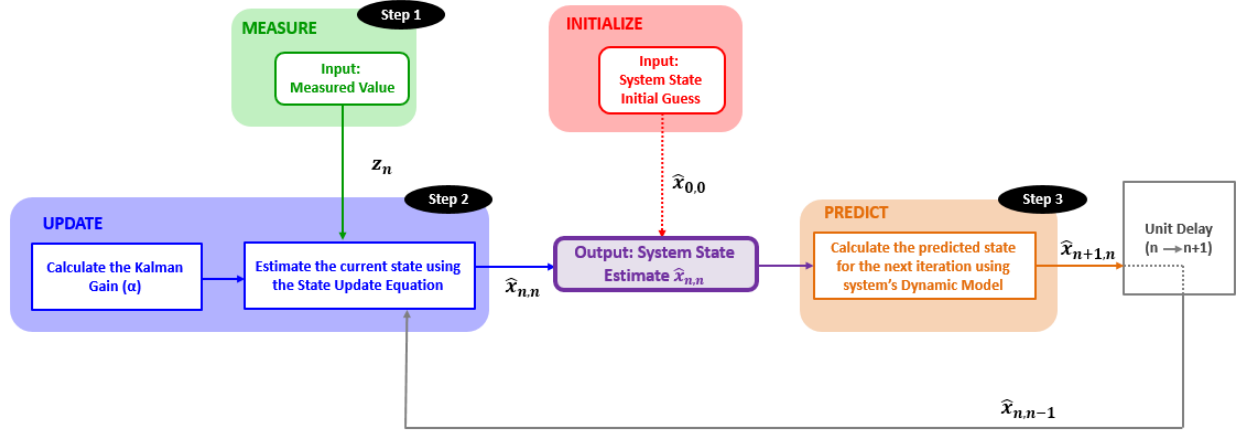 Step 1
MEASURE
Input:
Measured Value
INITIALIZE
Input:
System State
Initial Guess
zₙ
x̂₀,₀
Step 2
UPDATE
Calculate the Kalman
Gain (α)
Estimate the current state using
the State Update Equation
x̂ₙ,ₙ
Output: System State
Estimate x̂ₙ,ₙ
Step 3
PREDICT
Calculate the predicted state
for the next iteration using
system's Dynamic Model
x̂ₙ₊₁,ₙ
Unit Delay
(n →n+1)
x̂ₙ,ₙ₋₁